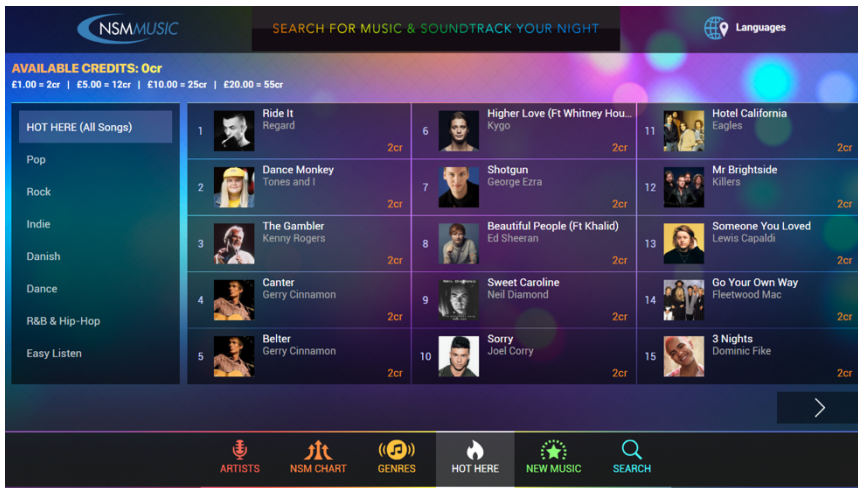 NSMMUSIC
SEARCH FOR MUSIC & SOUNDTRACK YOUR NIGHT
Languages
AVAILABLE CREDITS: 0cr
£1.00 = 2cr | £5.00 = 12cr | £10.00 = 25cr | £20.00 = 55cr
HOT HERE (All Songs)
Pop
Rock
Indie
Danish
Dance
R&B & Hip-Hop
Easy Listen
1
Ride It
Regard
2cr
2
Dance Monkey
Tones and I
2cr
3
The Gambler
Kenny Rogers
2cr
4
Canter
Gerry Cinnamon
2cr
5
Belter
Gerry Cinnamon
2cr
6
Higher Love (Ft Whitney Hou...
Kygo
2cr
7
Shotgun
George Ezra
2cr
8
Beautiful People (Ft Khalid)
Ed Sheeran
2cr
9
Sweet Caroline
Neil Diamond
2cr
10
Sorry
Joel Corry
2cr
11
Hotel California
Eagles
2cr
12
Mr Brightside
Killers
2cr
13
Someone You Loved
Lewis Capaldi
2cr
14
Go Your Own Way
Fleetwood Mac
2cr
15
3 Nights
Dominic Fike
2cr
ARTISTS
NSM CHART
GENRES
HOT HERE
NEW MUSIC
SEARCH